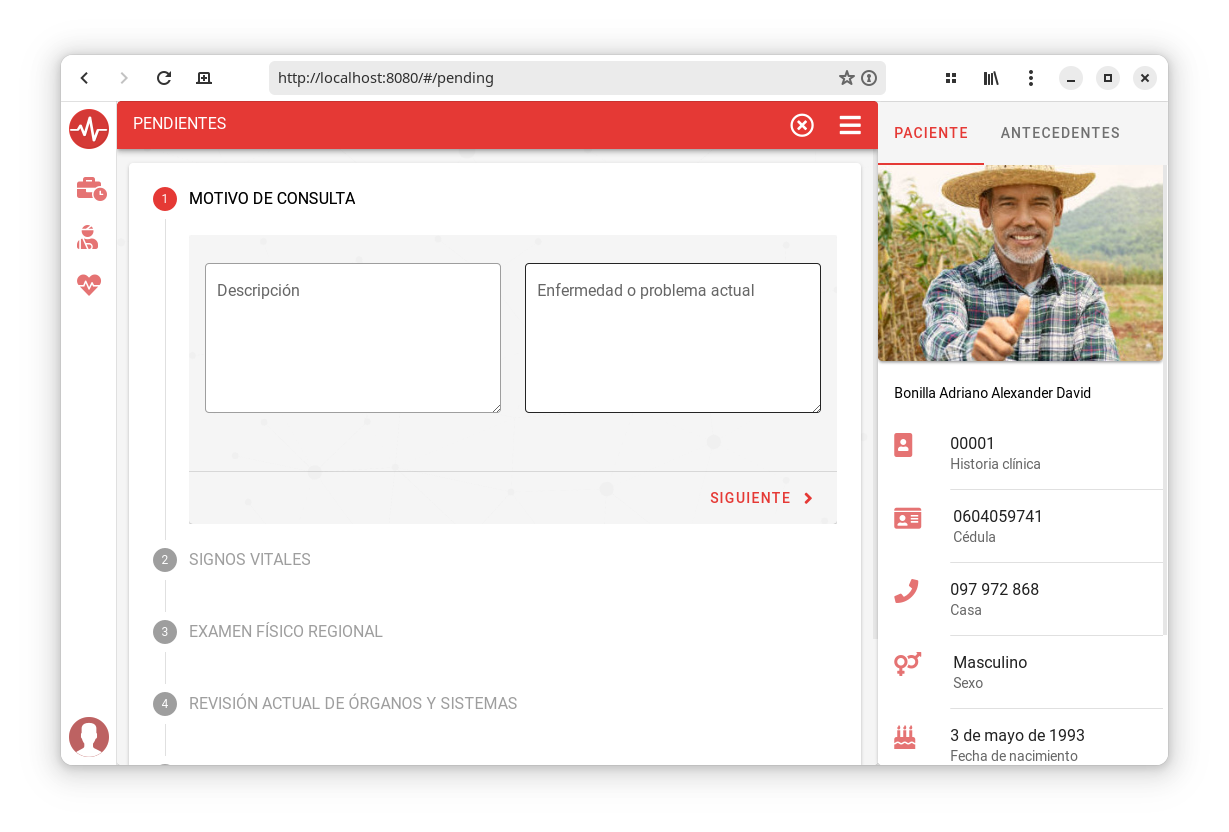 http://localhost:8080/#/pending
PENDIENTES
PACIENTE
ANTECEDENTES
1
MOTIVO DE CONSULTA
Descripción
Enfermedad o problema actual
SIGUIENTE
2
SIGNOS VITALES
3
EXAMEN FÍSICO REGIONAL
4
REVISIÓN ACTUAL DE ÓRGANOS Y SISTEMAS
Bonilla Adriano Alexander David
00001
Historia clínica
0604059741
Cédula
097 972 868
Casa
Masculino
Sexo
3 de mayo de 1993
Fecha de nacimiento